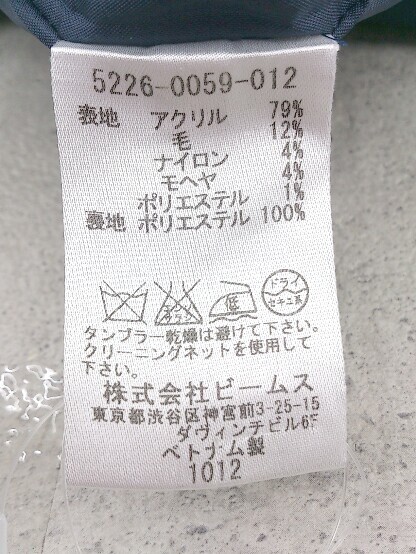 5226-0059-012
表地 アクリル 79%
毛 12%
ナイロン 4%
モヘヤ 4%
ポリエステル 1%
裏地 ポリエステル 100%
低 ドライ
セキユ系
タンブラー乾燥は避けて下さい。
クリーニングネットを使用して
下さい。
株式会社ビームス
東京都渋谷区神宮前3-25-15
ダヴィンチビル6F
ベトナム製
1012